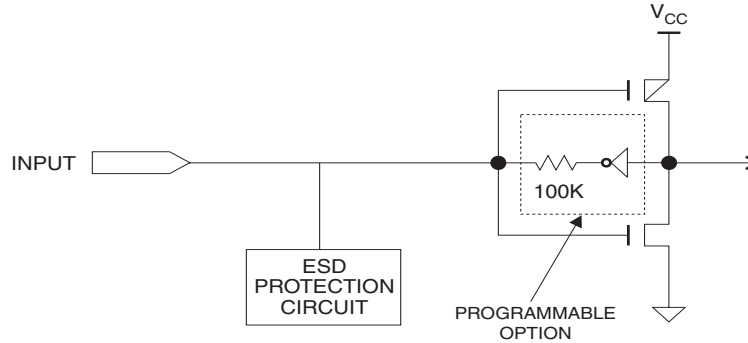 VCC
INPUT
100K
ESD
PROTECTION
CIRCUIT
PROGRAMMABLE
OPTION